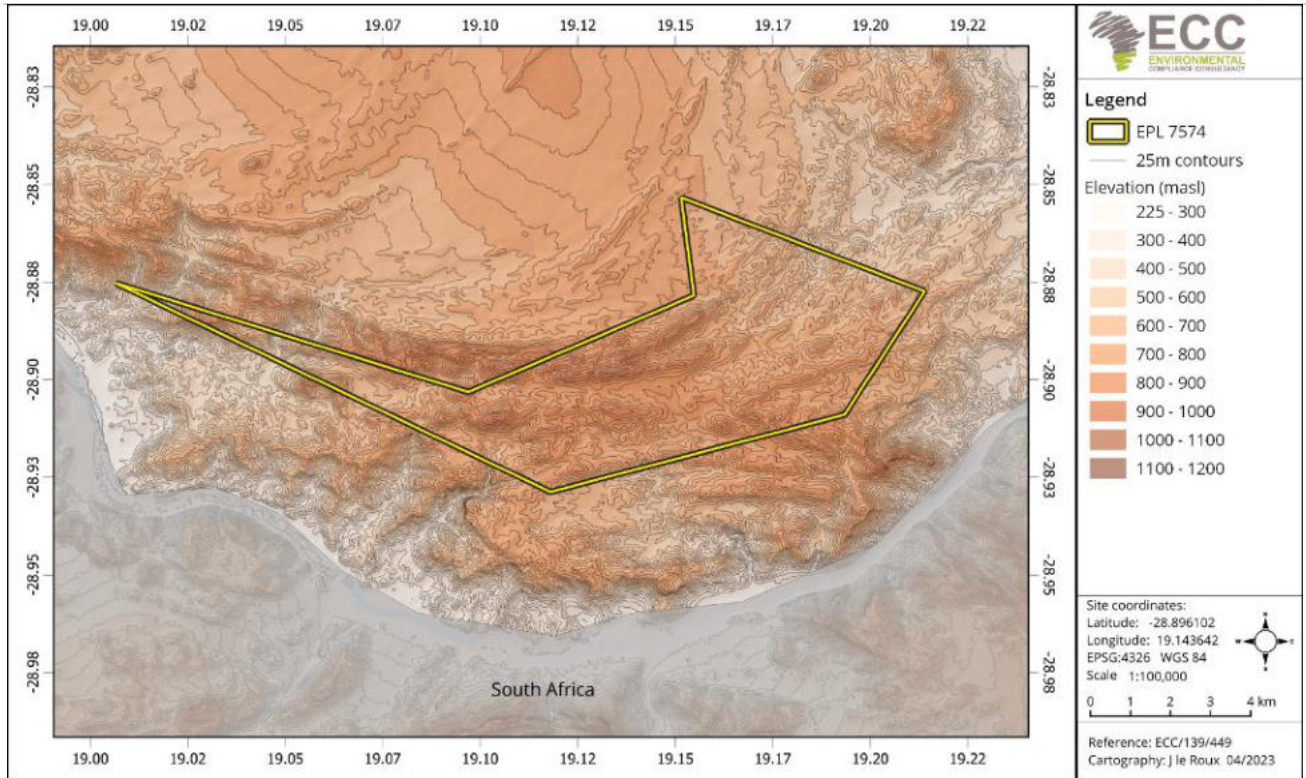 19.00 19.02 19.05 19.07 19.10 19.12 19.15 19.17 19.20 19.22
-28.83 -28.83
-28.85 -28.85
-28.88 -28.88
-28.90 -28.90
-28.93 -28.93
-28.95 -28.95
-28.98 -28.98
South Africa
19.00 19.02 19.05 19.07 19.10 19.12 19.15 19.17 19.20 19.22
ECC
ENVIRONMENTAL
COMPLIANCE CONSULTANCY
Legend
EPL 7574
25m contours
Elevation (masl)
225 - 300
300 - 400
400 - 500
500 - 600
600 - 700
700 - 800
800 - 900
900 - 1000
1000 - 1100
1100 - 1200
Site coordinates:
Latitude: -28.896102
Longitude: 19.143642
EPSG:4326 WGS 84
Scale 1:100,000
N
W E
S
0 1 2 3 4 km
Reference: ECC/139/449
Cartography: J le Roux 04/2023